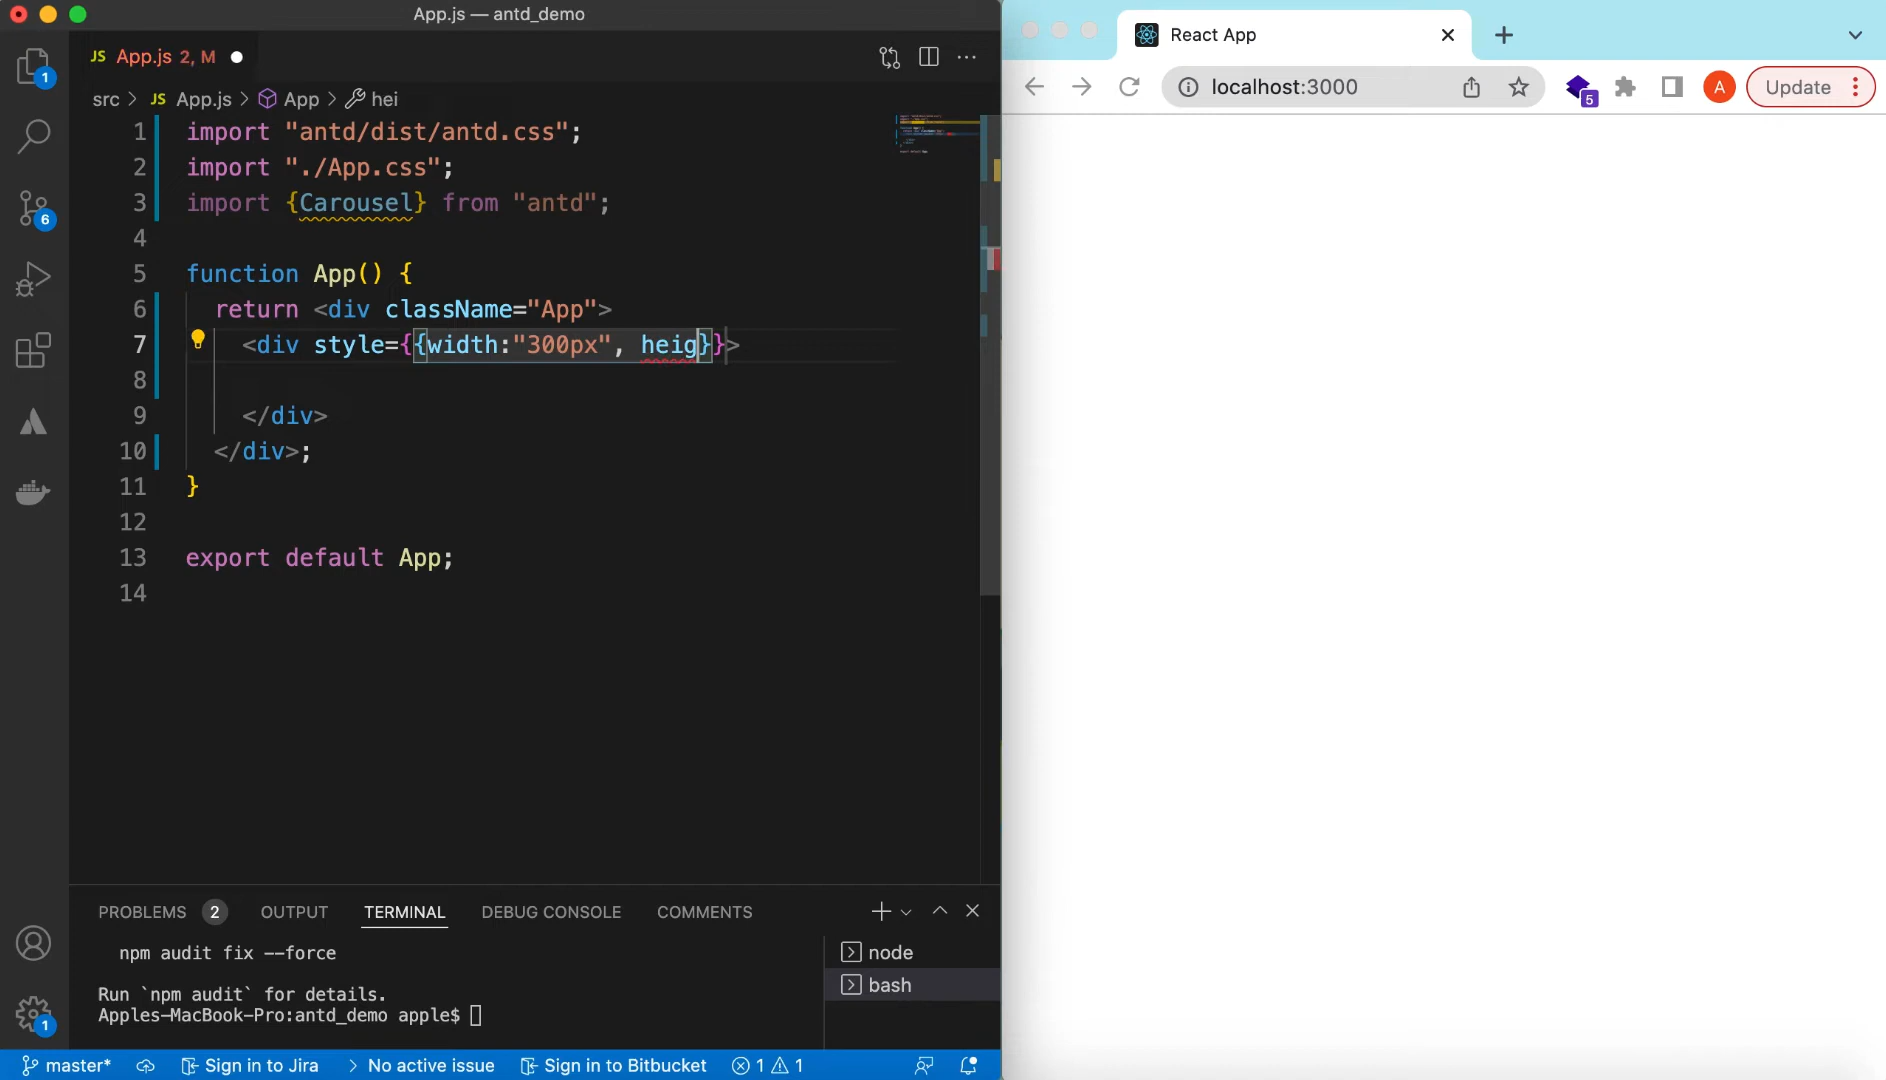 App.js — antd_demo
JS App.js 2, M
src > JS App.js > App > hei
1 import "antd/dist/antd.css";
2 import "./App.css";
3 import {Carousel} from "antd";
4
5 function App() {
6 return <div className="App">
7 <div style={{width:"300px", heig}}>
8
9 </div>
10 </div>;
11 }
12
13 export default App;
14
1
6
1
PROBLEMS 2 OUTPUT TERMINAL DEBUG CONSOLE COMMENTS
npm audit fix --force
Run `npm audit` for details.
Apples-MacBook-Pro:antd_demo apple$
node
bash
master* Sign in to Jira > No active issue Sign in to Bitbucket 1 1
React App
localhost:3000
5
A
Update